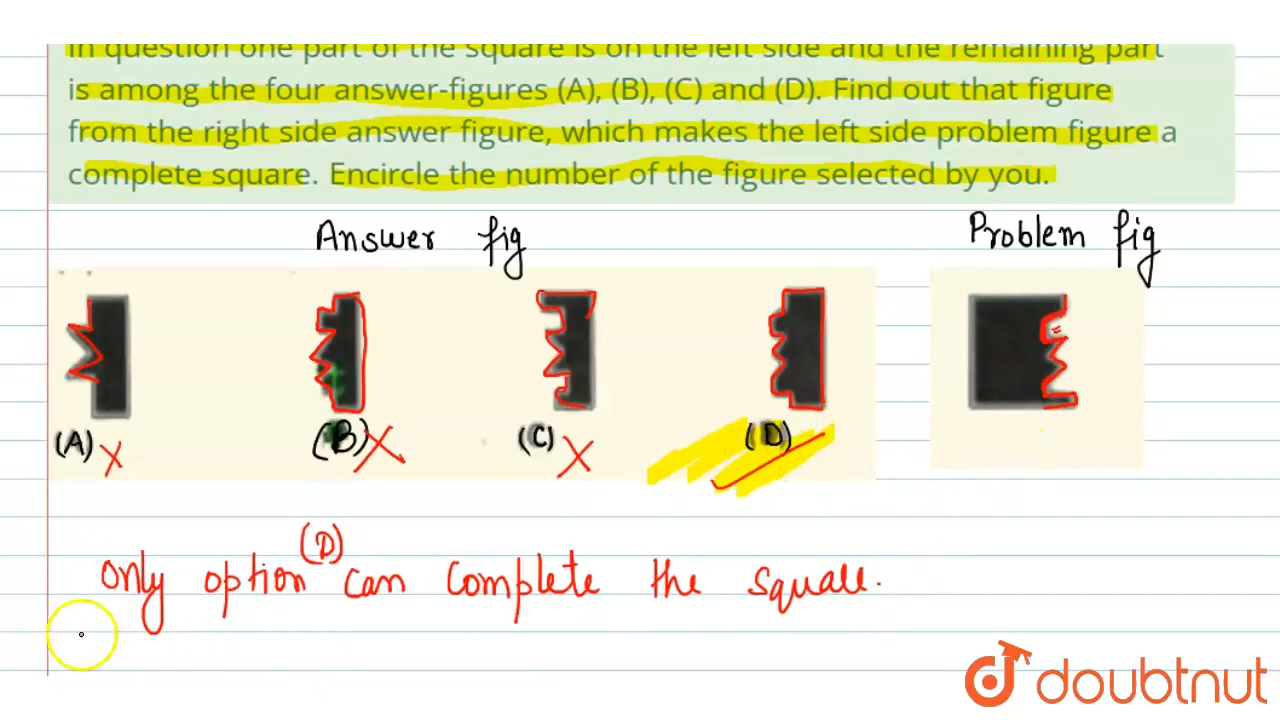 In question one part of the square is on the left side and the remaining part
is among the four answer-figures (A), (B), (C) and (D). Find out that figure
from the right side answer figure, which makes the left side problem figure a
complete square. Encircle the number of the figure selected by you.
Answer fig
Problem fig
(A) X
(B) X
(C) X
(D)
(D)
Only option can complete the square.
doubtnut